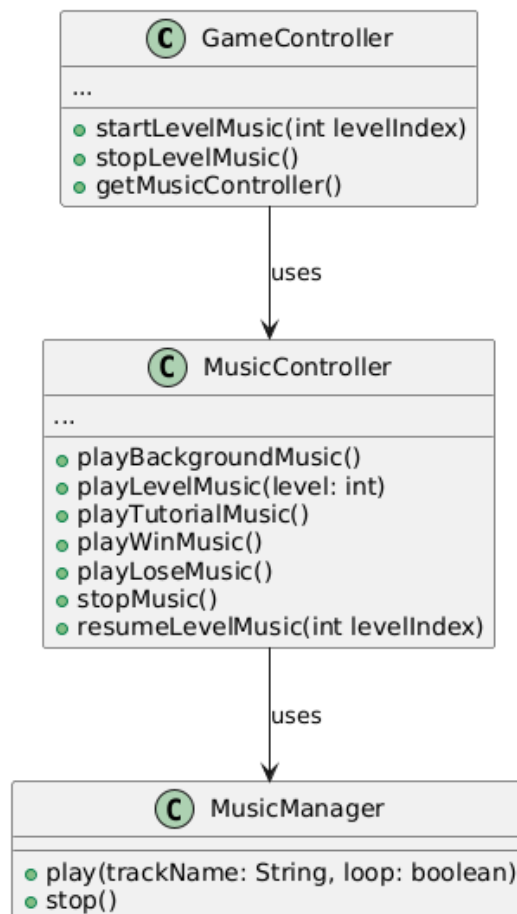 C GameController
...
startLevelMusic(int levelIndex)
stopLevelMusic()
getMusicController()
uses
C MusicController
...
playBackgroundMusic()
playLevelMusic(level: int)
playTutorialMusic()
playWinMusic()
playLoseMusic()
stopMusic()
resumeLevelMusic(int levelIndex)
uses
C MusicManager
play(trackName: String, loop: boolean)
stop()